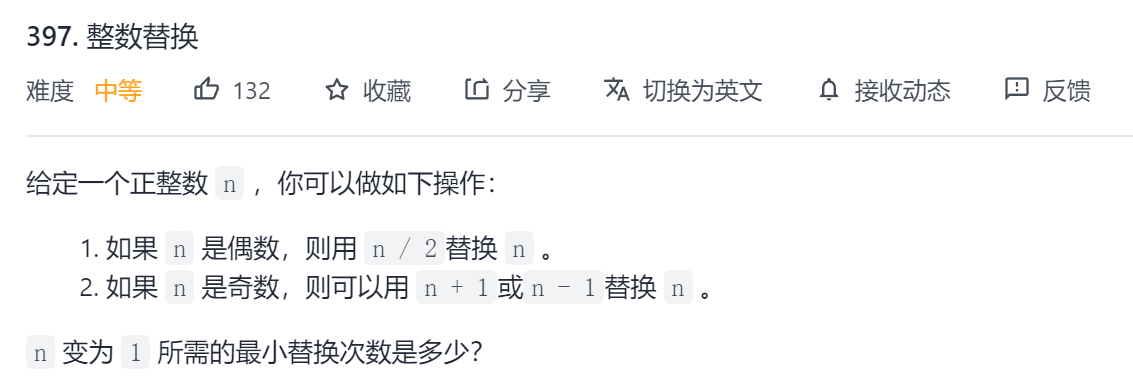 397. 整数替换
难度 中等 132 收藏 分享 切换为英文 接收动态 反馈
给定一个正整数 n ，你可以做如下操作：
1. 如果 n 是偶数，则用 n / 2替换 n 。
2. 如果 n 是奇数，则可以用 n + 1或n - 1替换 n 。
n 变为 1 所需的最小替换次数是多少？